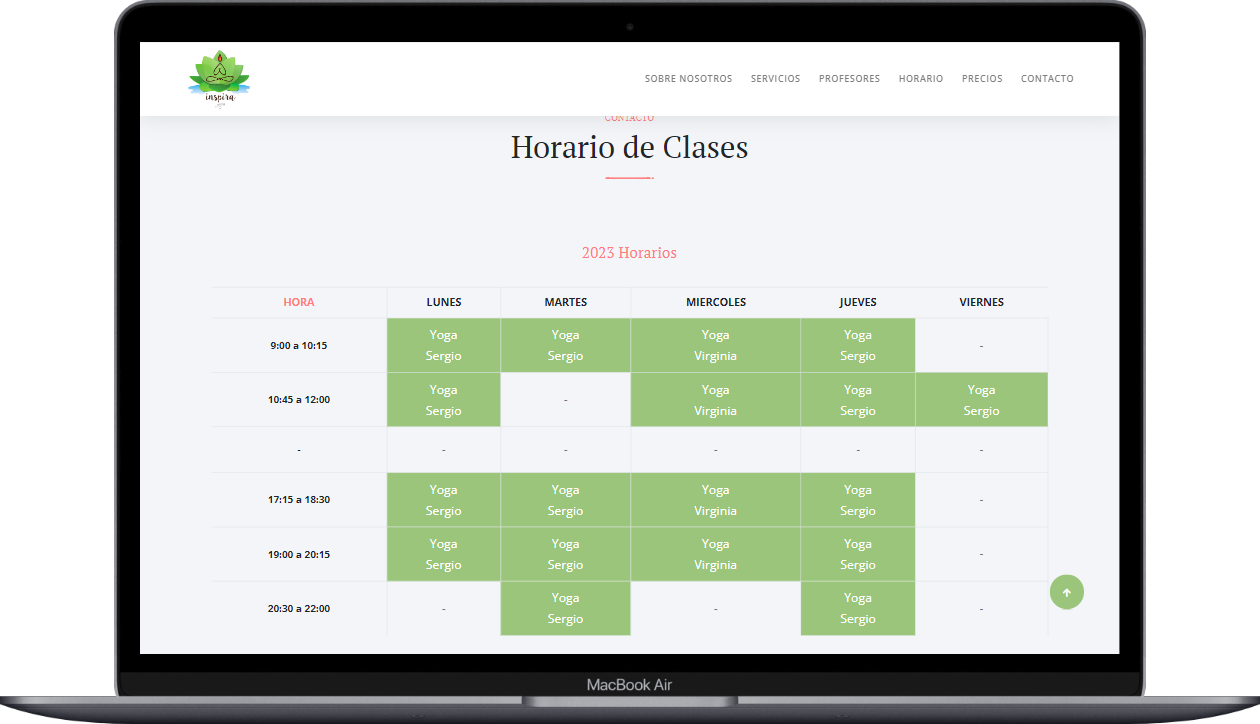 inspira
SOBRE NOSOTROS SERVICIOS PROFESORES HORARIO PRECIOS CONTACTO
CONTACTO
Horario de Clases
2023 Horarios
HORA LUNES MARTES MIERCOLES JUEVES VIERNES
9:00 a 10:15 Yoga Yoga Yoga Yoga -
Sergio Sergio Virginia Sergio
10:45 a 12:00 Yoga - Yoga Yoga Yoga
Sergio Virginia Sergio Sergio
- - - - - -
17:15 a 18:30 Yoga Yoga Yoga Yoga -
Sergio Sergio Virginia Sergio
19:00 a 20:15 Yoga Yoga Yoga Yoga -
Sergio Sergio Virginia Sergio
20:30 a 22:00 - Yoga - Yoga -
Sergio Sergio
MacBook Air